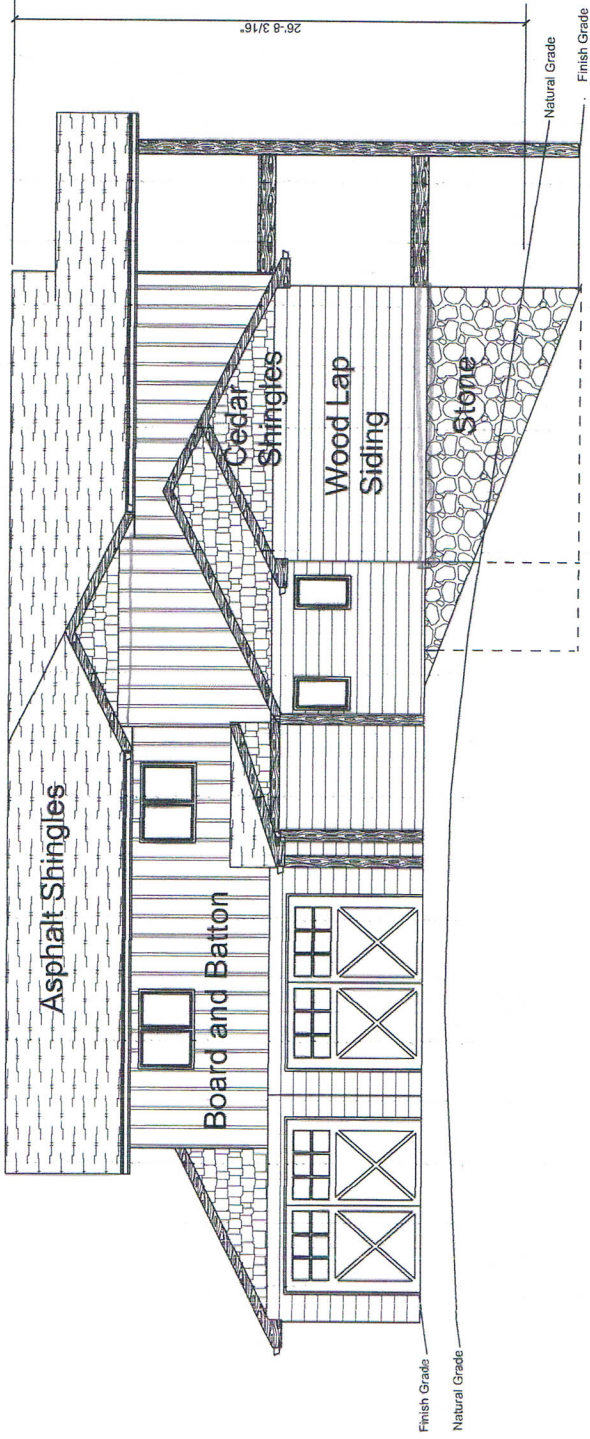 26'-8 3/16"
Asphalt Shingles
Cedar
Shingles
Board and Batton
Wood Lap
Siding
Stone
Natural Grade
Finish Grade
Finish Grade
Natural Grade